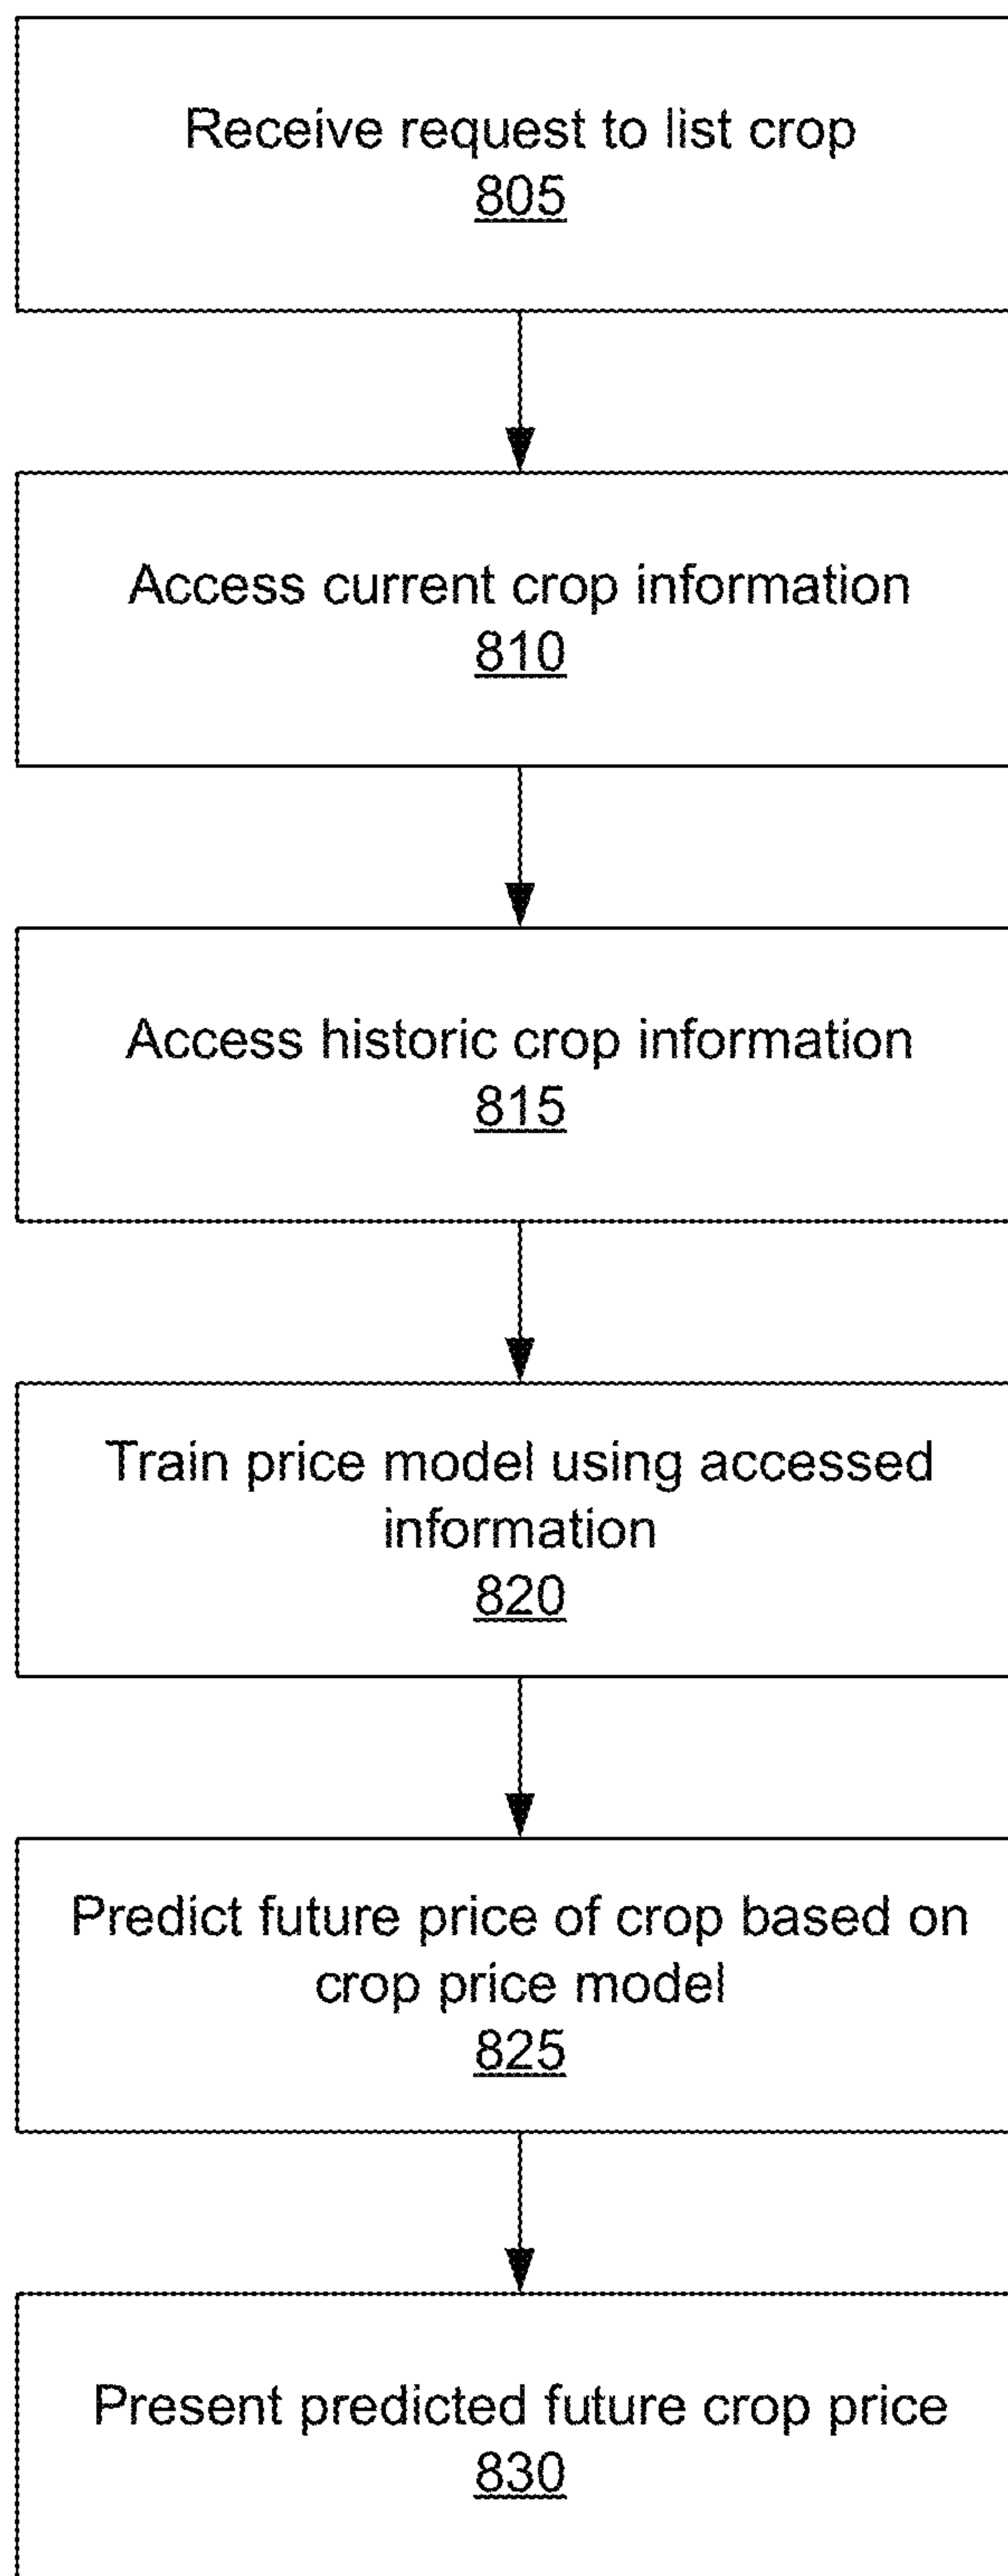 Receive request to list crop
805
Access current crop information
810
Access historic crop information
815
Train price model using accessed
information
820
Predict future price of crop based on
crop price model
825
Present predicted future crop price
830